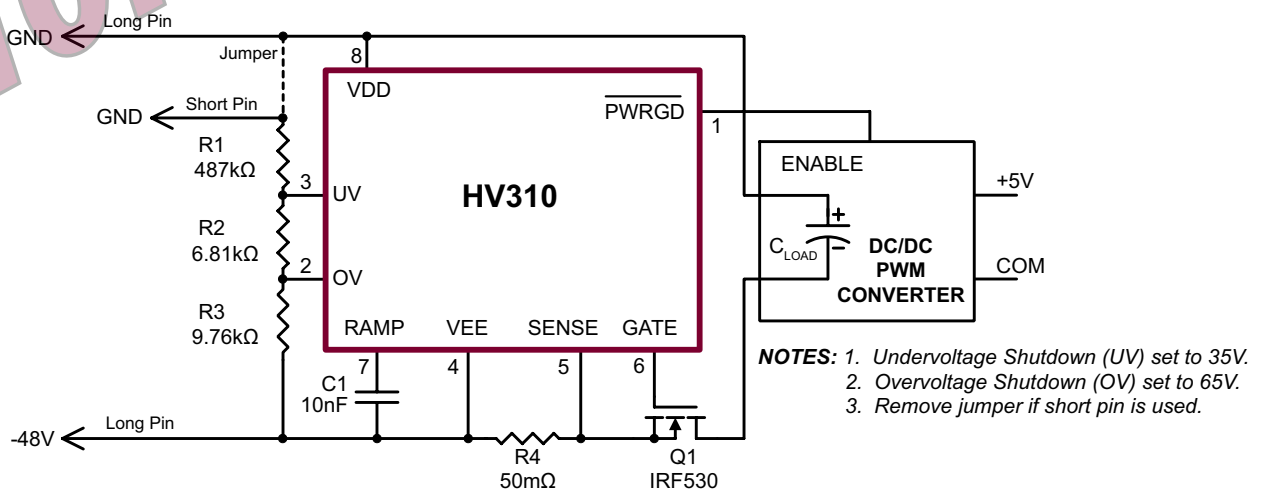 GND
Long Pin
Jumper
GND
Short Pin
R1
487kΩ
R2
6.81kΩ
R3
9.76kΩ
8
VDD
PWRGD
1
3
UV
HV310
2
OV
RAMP
VEE
SENSE
GATE
7
4
5
6
C1
10nF
-48V
Long Pin
R4
50mΩ
Q1
IRF530
ENABLE
+
CLOAD
–
DC/DC
PWM
CONVERTER
+5V
COM
NOTES: 1. Undervoltage Shutdown (UV) set to 35V.
2. Overvoltage Shutdown (OV) set to 65V.
3. Remove jumper if short pin is used.